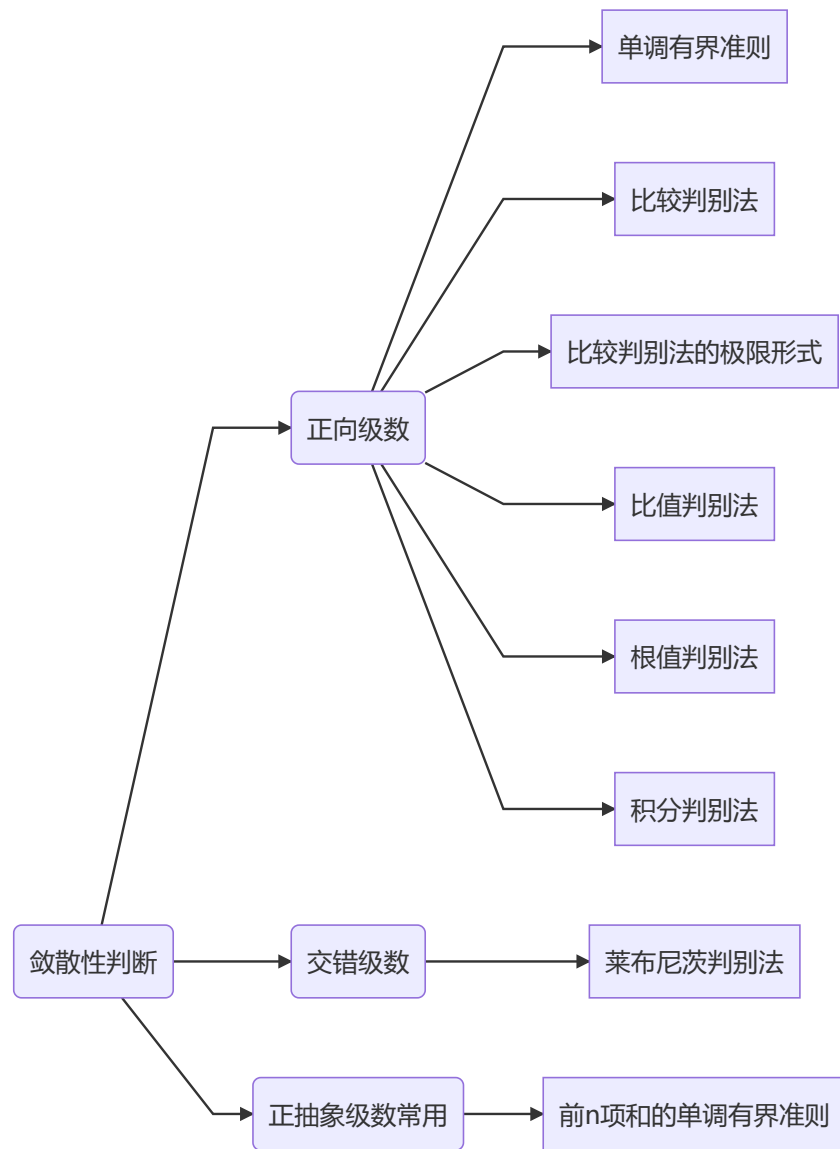 单调有界准则
比较判别法
比较判别法的极限形式
正向级数
比值判别法
根值判别法
积分判别法
敛散性判断
交错级数
莱布尼茨判别法
正抽象级数常用
前n项和的单调有界准则